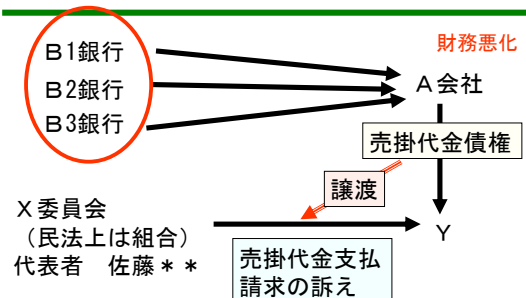 B1銀行
B2銀行
B3銀行
財務悪化
A会社
売掛代金債権
譲渡
X委員会
（民法上は組合）
代表者　佐藤＊＊
Y
売掛代金支払
請求の訴え